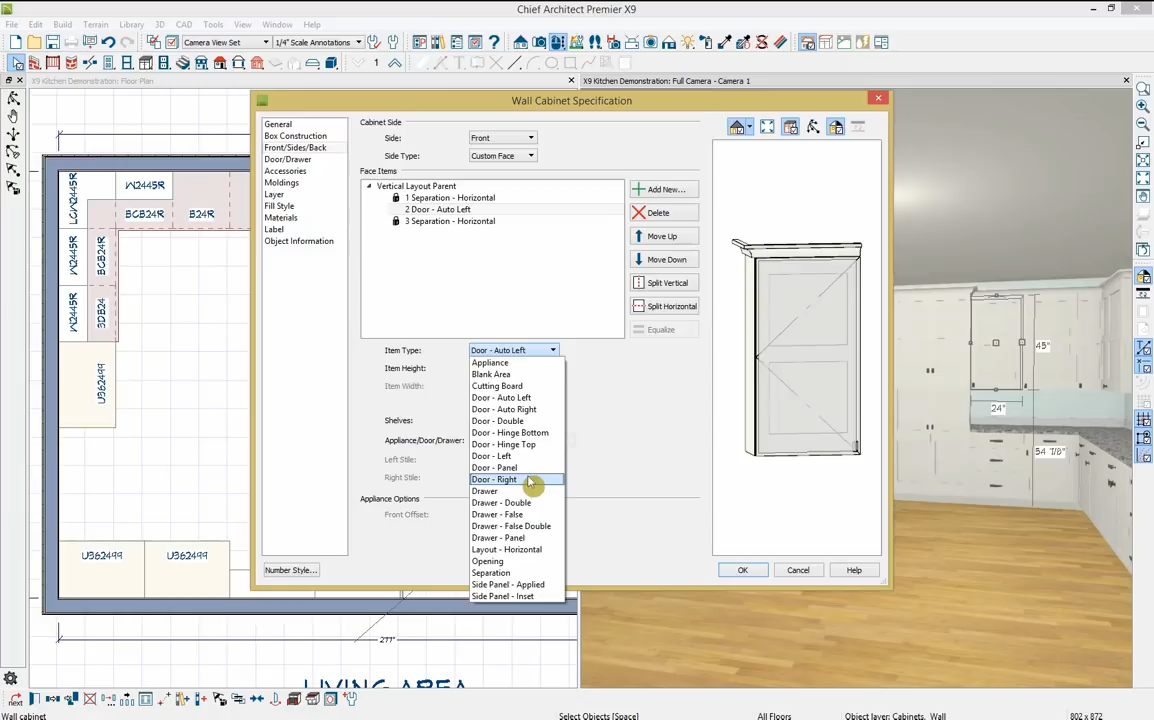 Chief Architect Premier X9
File Edit Build Terrain Library 3D CAD Tools Window Help
Camera View Set
1/4" Scale Annotations
1
X9 Kitchen Demonstration: Floor Plan
X9 Kitchen Demonstration: Full Camera - Camera 1
Wall Cabinet Specification
General
Box Construction
Front/Sides/Back
Door/Drawer
Accessories
Moldings
Layer
Fill Style
Materials
Label
Object Information
Number Style...
Cabinet Side
Side: Front
Side Type: Custom Face
Face Items
Vertical Layout Parent
1 Separation - Horizontal
2 Door - Auto Left
3 Separation - Horizontal
Add New...
Delete
Move Up
Move Down
Split Vertical
Split Horizontal
Equalize
Item Type: Door - Auto Left
Item Height:
Item Width:
Shelves:
Appliance/Door/Drawer:
Left Stile:
Right Stile:
Appliance Options
Front Offset:
Appliance
Blank Area
Cutting Board
Door - Auto Left
Door - Auto Right
Door - Double
Door - Hinge Bottom
Door - Hinge Top
Door - Left
Door - Panel
Door - Right
Drawer
Drawer - Double
Drawer - False
Drawer - False Double
Drawer - Panel
Layout - Horizontal
Opening
Separation
Side Panel - Applied
Side Panel - Inset
OK
Cancel
Help
W2445R
BCB24R
B24R
W2445R
BCB24R
W2445R
3DB24
U362499
U362499
U362499
277"
LIVING AREA
45"
24"
54 7/8"
next
Wall cabinet
Select Objects [Space]
All Floors
Object layer: Cabinets, Wall
802 x 872